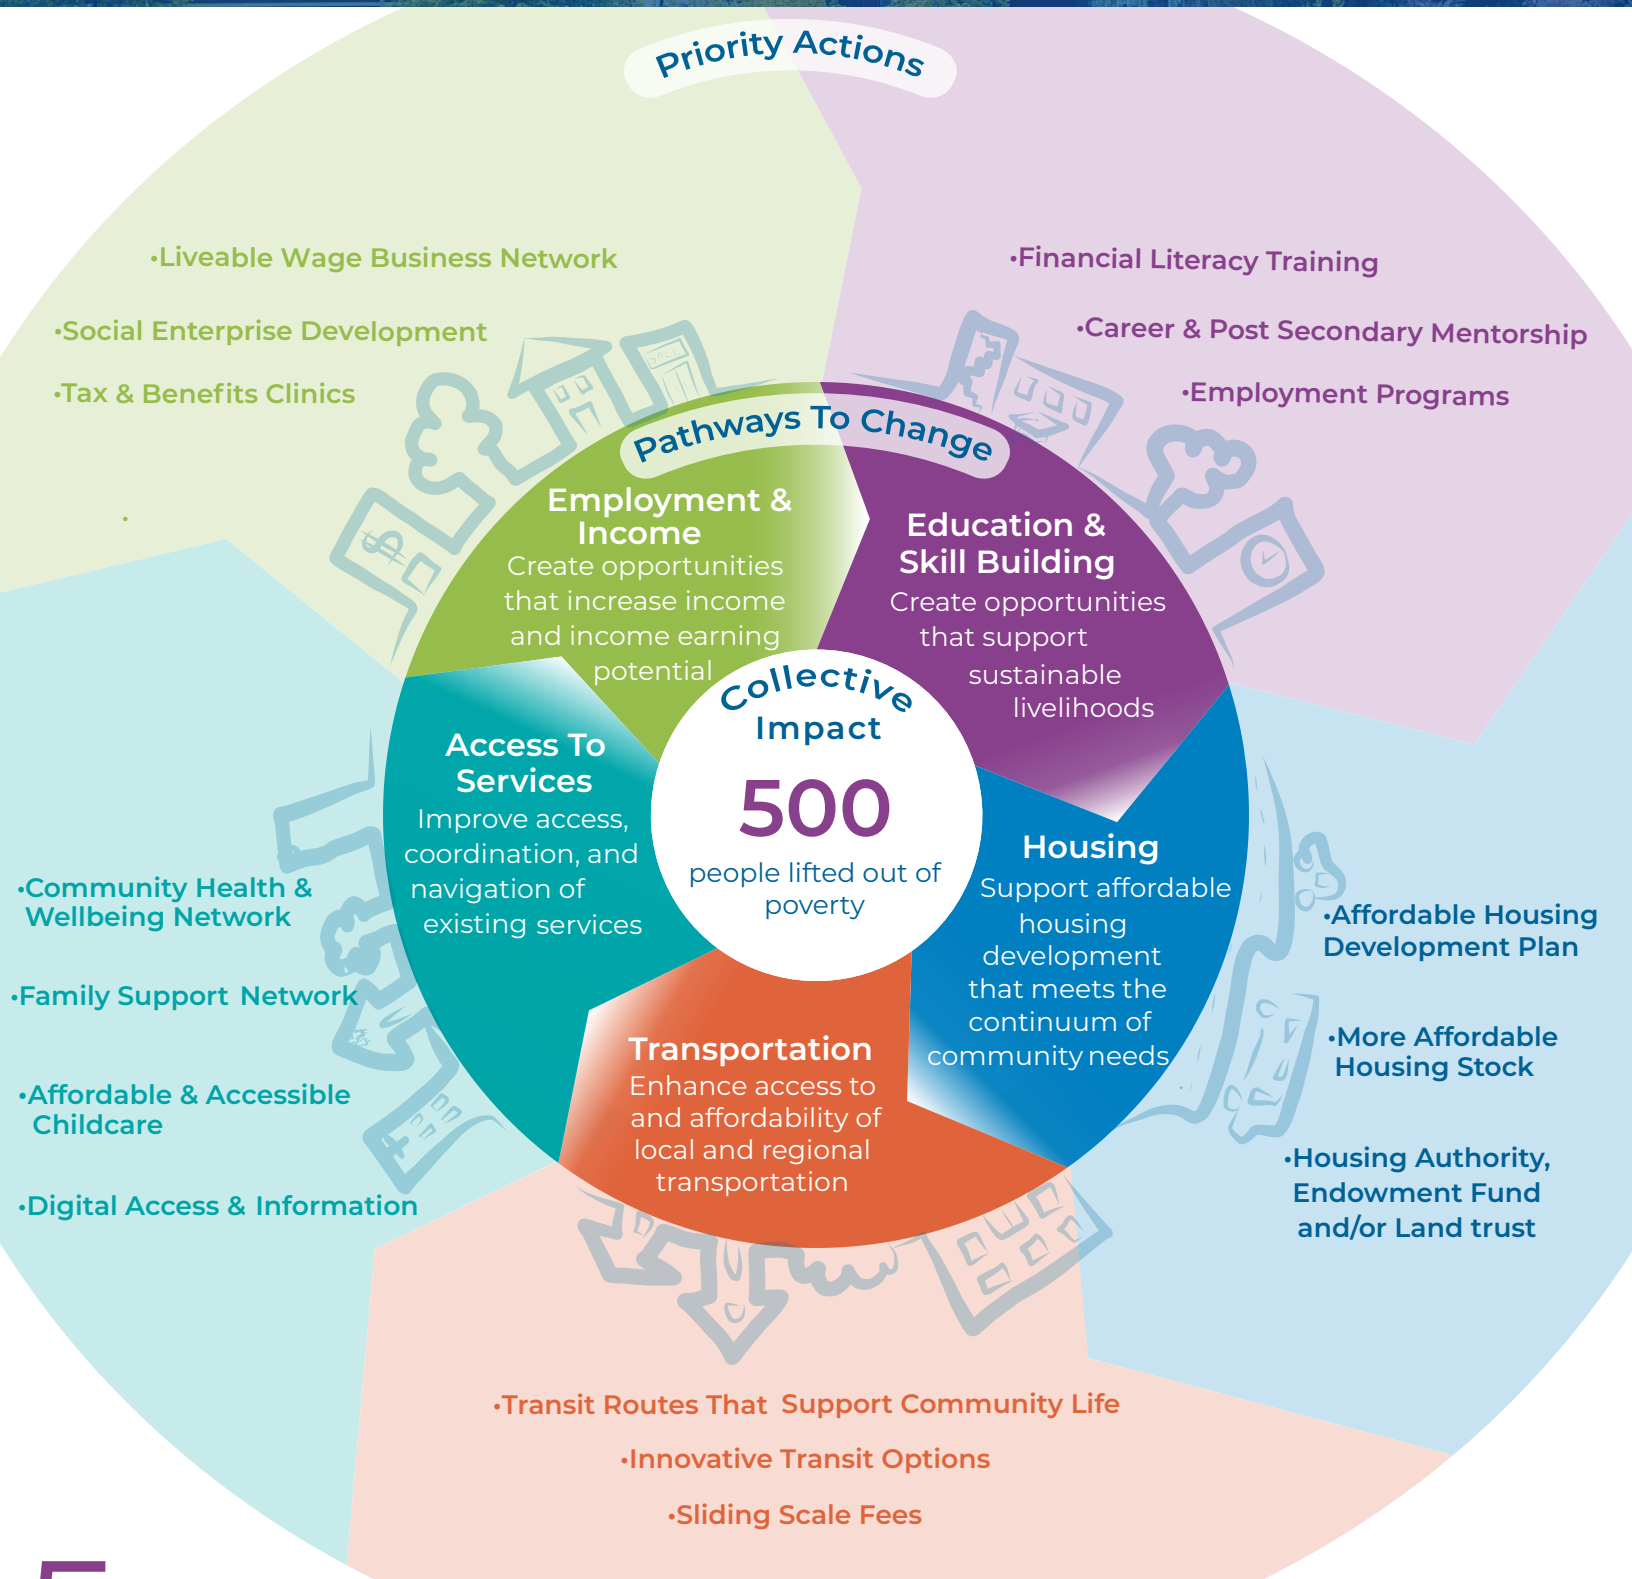 Priority Actions
•Liveable Wage Business Network
•Social Enterprise Development
•Tax & Benefits Clinics
•
•Financial Literacy Training
•Career & Post Secondary Mentorship
•Employment Programs
Pathways To Change
Employment &
Income
Create opportunities
that increase income
and income earning
potential
Education &
Skill Building
Create opportunities
that support
sustainable
livelihoods
Access To
Services
Improve access,
coordination, and
navigation of
existing services
Collective
Impact
500
people lifted out of
poverty
Housing
Support affordable
housing
development
that meets the
continuum of
community needs
Transportation
Enhance access to
and affordability of
local and regional
transportation
•Community Health &
Wellbeing Network
•Family Support Network
•Affordable & Accessible
Childcare
•Digital Access & Information
•Affordable Housing
Development Plan
•More Affordable
Housing Stock
•Housing Authority,
Endowment Fund
and/or Land trust
•Transit Routes That Support Community Life
•Innovative Transit Options
•Sliding Scale Fees